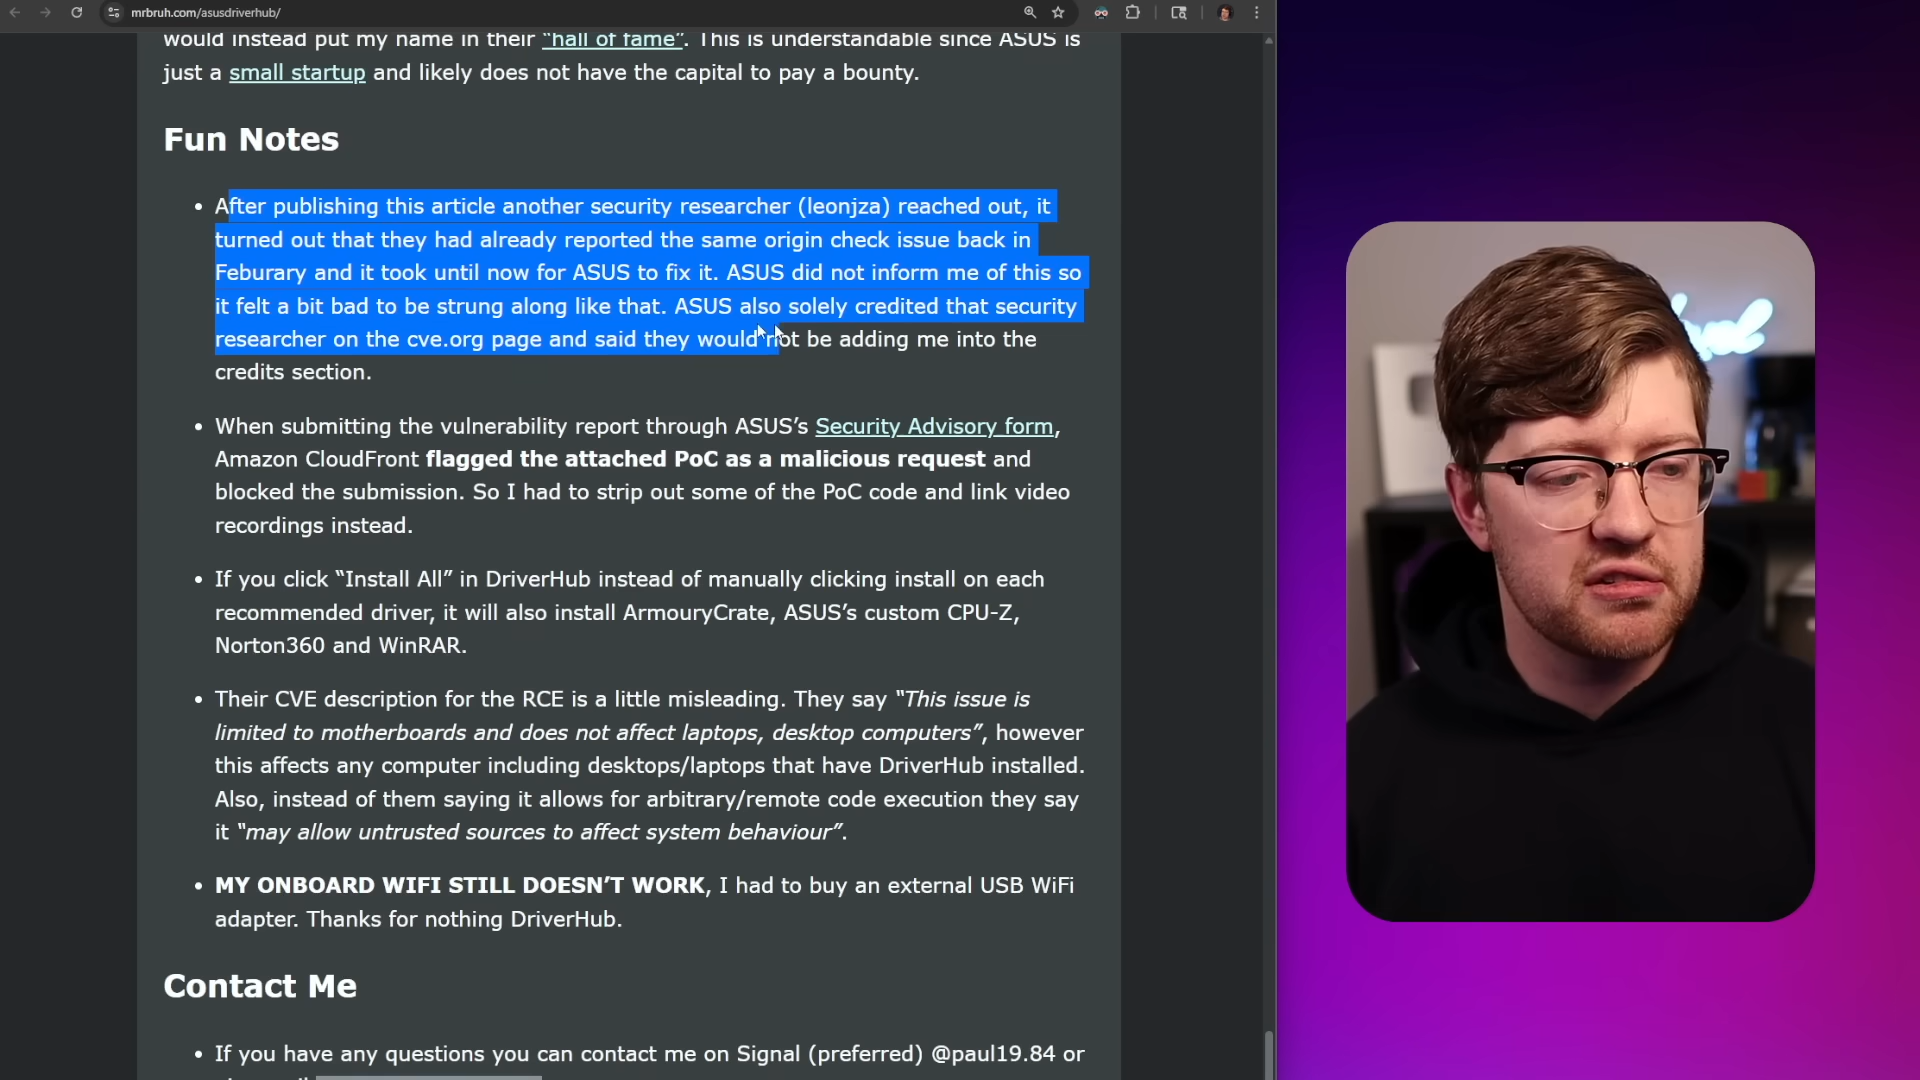 mrbruh.com/asusdriverhub/
would instead put my name in their “hall of fame”. This is understandable since ASUS is
just a small startup and likely does not have the capital to pay a bounty.
Fun Notes
• After publishing this article another security researcher (leonjza) reached out, it
turned out that they had already reported the same origin check issue back in
Feburary and it took until now for ASUS to fix it. ASUS did not inform me of this so
it felt a bit bad to be strung along like that. ASUS also solely credited that security
researcher on the cve.org page and said they would not be adding me into the
credits section.
• When submitting the vulnerability report through ASUS’s Security Advisory form,
Amazon CloudFront flagged the attached PoC as a malicious request and
blocked the submission. So I had to strip out some of the PoC code and link video
recordings instead.
• If you click “Install All” in DriverHub instead of manually clicking install on each
recommended driver, it will also install ArmouryCrate, ASUS’s custom CPU-Z,
Norton360 and WinRAR.
• Their CVE description for the RCE is a little misleading. They say “This issue is
limited to motherboards and does not affect laptops, desktop computers”, however
this affects any computer including desktops/laptops that have DriverHub installed.
Also, instead of them saying it allows for arbitrary/remote code execution they say
it “may allow untrusted sources to affect system behaviour”.
• MY ONBOARD WIFI STILL DOESN’T WORK, I had to buy an external USB WiFi
adapter. Thanks for nothing DriverHub.
Contact Me
• If you have any questions you can contact me on Signal (preferred) @paul19.84 or